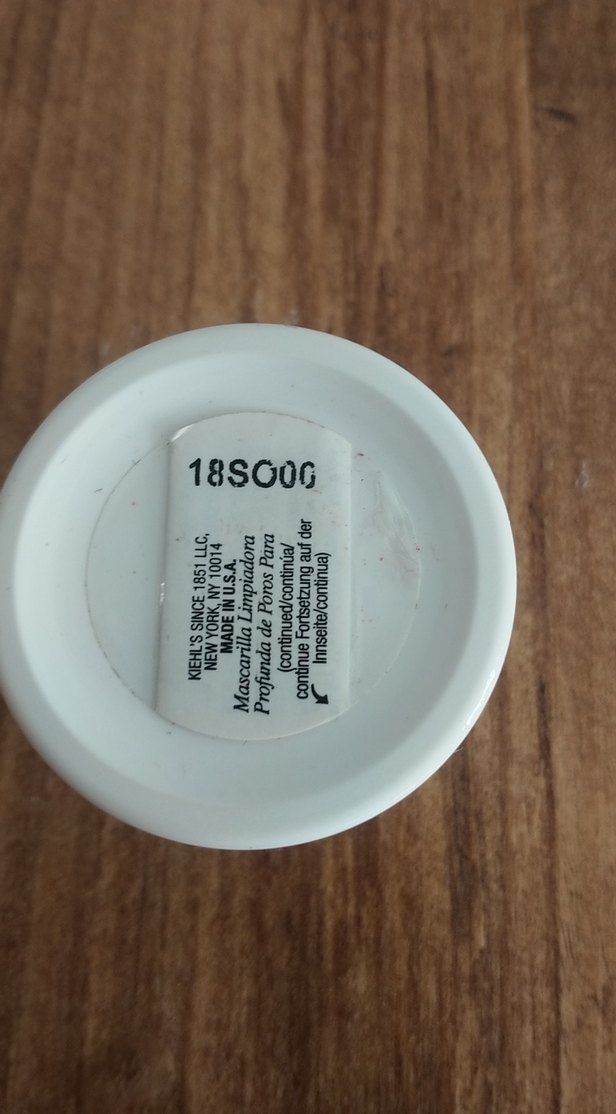 18SO00
KIEHL'S SINCE 1851 LLC,
NEW YORK, NY 10014
MADE IN U.S.A.
Mascarilla Limpiadora
Profunda de Poros Para
(continued/continúa/
continue Fortsetzung auf der
Innseite/continua)